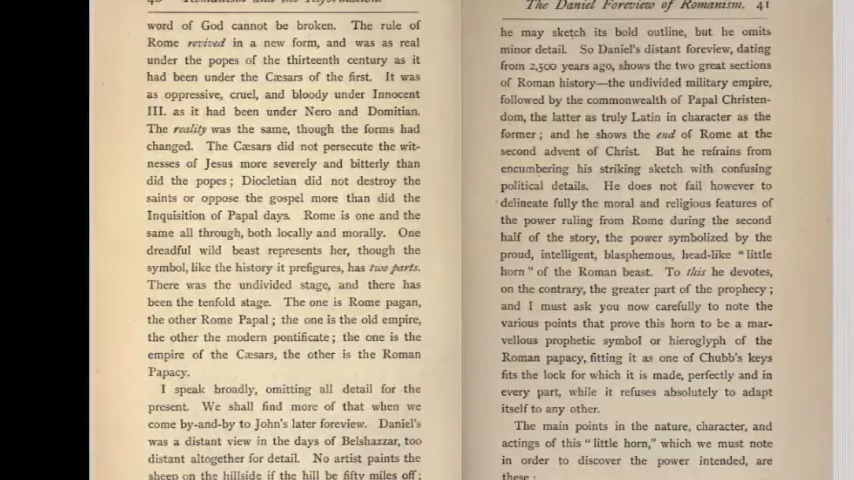 40 Romanism and the Reformation.
word of God cannot be broken. The rule of
Rome revived in a new form, and was as real
under the popes of the thirteenth century as it
had been under the Cæsars of the first. It was
as oppressive, cruel, and bloody under Innocent
III. as it had been under Nero and Domitian.
The reality was the same, though the forms had
changed. The Cæsars did not persecute the wit-
nesses of Jesus more severely and bitterly than
did the popes; Diocletian did not destroy the
saints or oppose the gospel more than did the
Inquisition of Papal days. Rome is one and the
same all through, both locally and morally. One
dreadful wild beast represents her, though the
symbol, like the history it prefigures, has two parts.
There was the undivided stage, and there has
been the tenfold stage. The one is Rome pagan,
the other Rome Papal; the one is the old empire,
the other the modern pontificate; the one is the
empire of the Cæsars, the other is the Roman
Papacy.
I speak broadly, omitting all detail for the
present. We shall find more of that when we
come by-and-by to John's later foreview. Daniel's
was a distant view in the days of Belshazzar, too
distant altogether for detail. No artist paints the
sheep on the hillside if the hill be fifty miles off;
The Daniel Foreview of Romanism. 41
he may sketch its bold outline, but he omits
minor detail. So Daniel's distant foreview, dating
from 2,500 years ago, shows the two great sections
of Roman history—the undivided military empire,
followed by the commonwealth of Papal Christen-
dom, the latter as truly Latin in character as the
former; and he shows the end of Rome at the
second advent of Christ. But he refrains from
encumbering his striking sketch with confusing
political details. He does not fail however to
delineate fully the moral and religious features of
the power ruling from Rome during the second
half of the story, the power symbolized by the
proud, intelligent, blasphemous, head-like "little
horn" of the Roman beast. To this he devotes,
on the contrary, the greater part of the prophecy;
and I must ask you now carefully to note the
various points that prove this horn to be a mar-
vellous prophetic symbol or hieroglyph of the
Roman papacy, fitting it as one of Chubb's keys
fits the lock for which it is made, perfectly and in
every part, while it refuses absolutely to adapt
itself to any other.
The main points in the nature, character, and
actings of this "little horn," which we must note
in order to discover the power intended, are
these: